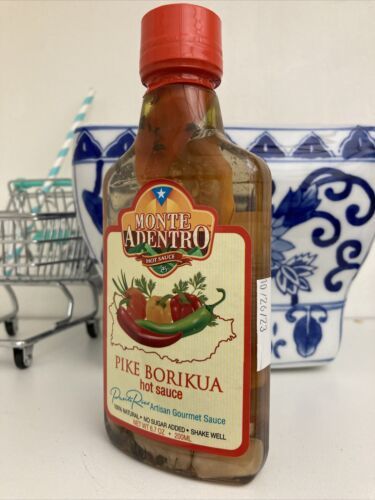 MONTE
ADENTRO
HOT SAUCE
PIKE BORIKUA
hot sauce
Puerto Rican Artisan Gourmet Sauce
100% NATURAL • NO SUGAR ADDED • SHAKE WELL
NET WT 6.7 OZ • 200ML
10/26/23